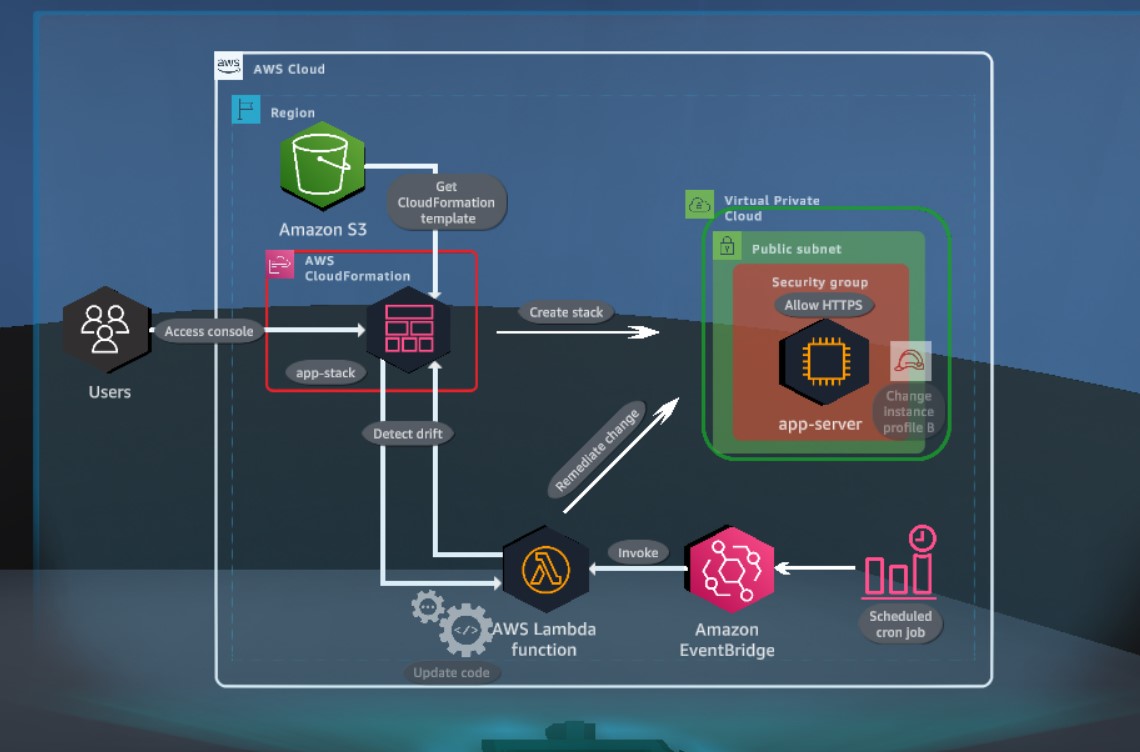 aws
AWS Cloud
Region
Amazon S3
Get
CloudFormation
template
Virtual Private
Cloud
Public subnet
Security group
Allow HTTPS
AWS
CloudFormation
Users
Access console
app-stack
Create stack
app-server
Change
instance
profile B
Detect drift
Remediate change
Invoke
Update code
</>
AWS Lambda
function
Amazon
EventBridge
Scheduled
cron job